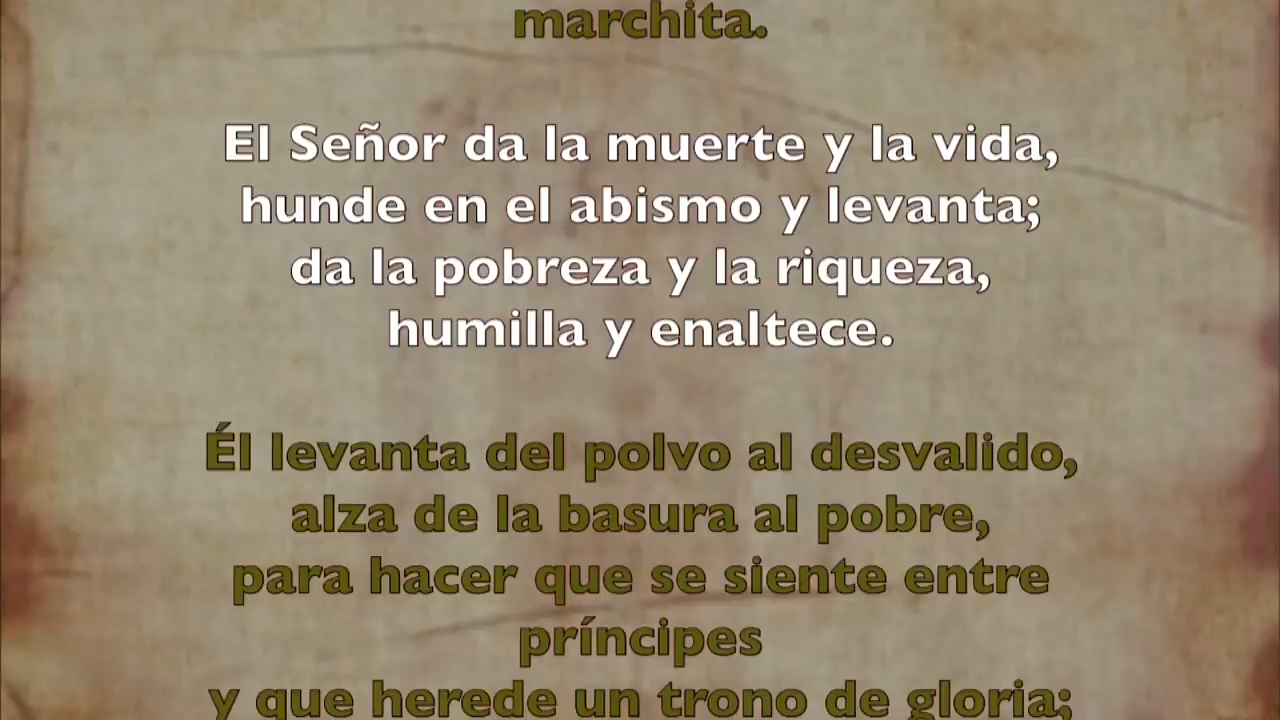 marchita.
El Señor da la muerte y la vida,
hunde en el abismo y levanta;
da la pobreza y la riqueza,
humilla y enaltece.
Él levanta del polvo al desvalido,
alza de la basura al pobre,
para hacer que se siente entre
príncipes
y que herede un trono de gloria;